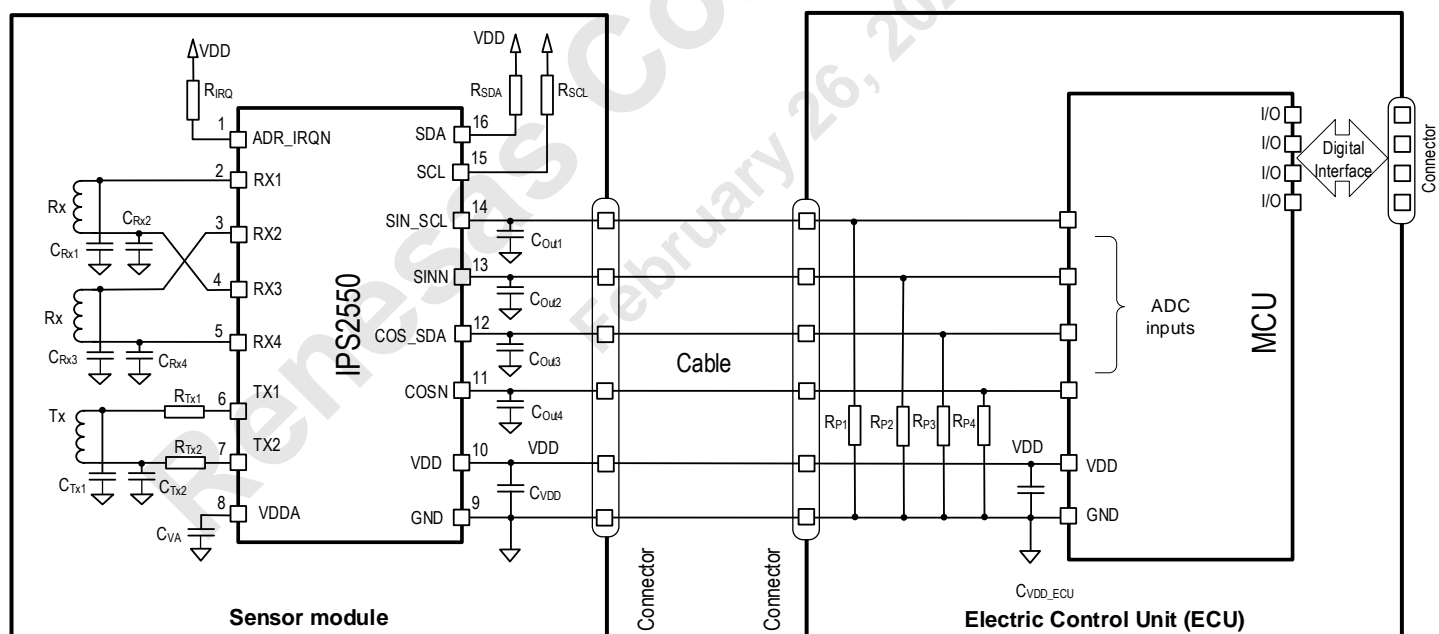 VDD
RIRQ
1
ADR_IRQN
2
RX1
Rx
CRx1
CRx2
3
RX2
4
RX3
Rx
CRx3
CRx4
5
RX4
Tx
RTx1
6
TX1
RTx2
7
TX2
CTx1
CTx2
8
VDDA
CVA
IPS2550
VDD
RSDA
RSCL
SDA
16
SCL
15
SIN_SCL
14
COut1
SINN
13
COut2
COS_SDA
12
COut3
COSN
11
COut4
VDD
10
VDD
CVDD
GND
9
Sensor module
Connector
Cable
Connector
RP1
RP2
RP3
RP4
VDD
CVDD_ECU
ADC
inputs
VDD
GND
MCU
I/O
I/O
I/O
I/O
Digital
Interface
Connector
Electric Control Unit (ECU)
Renesas
February 26,